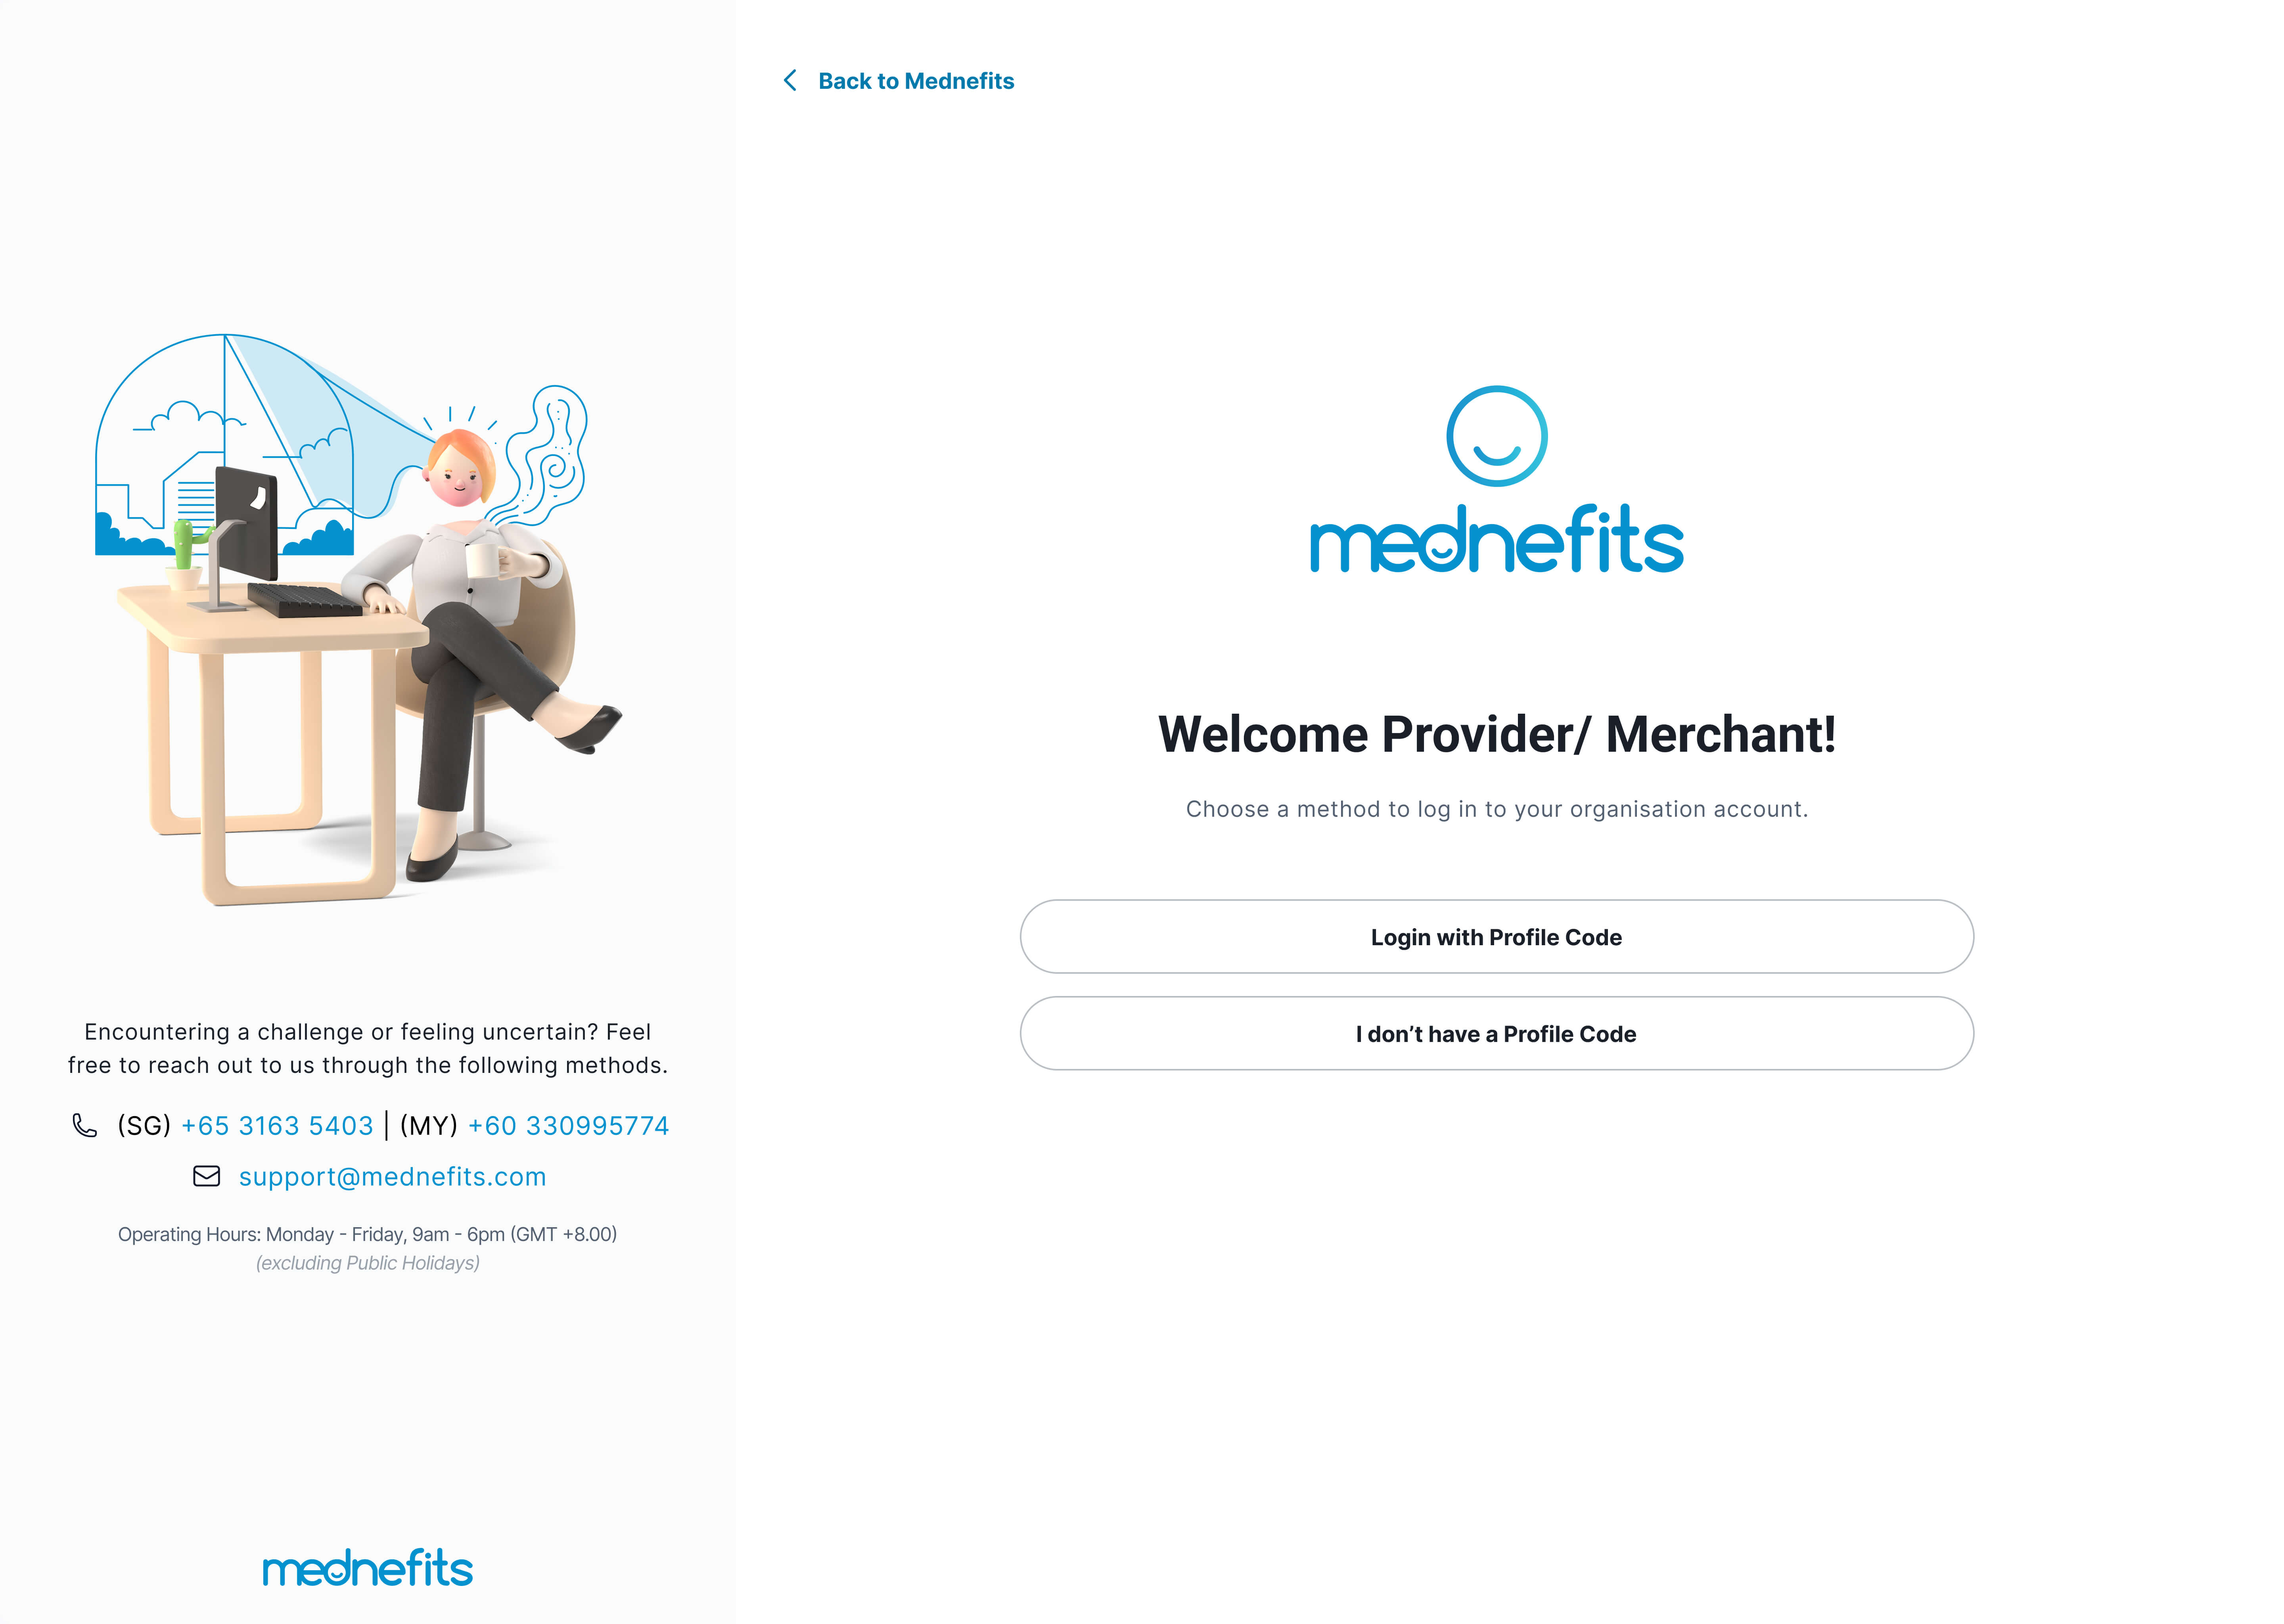 Encountering a challenge or feeling uncertain? Feel
free to reach out to us through the following methods.
(SG) +65 3163 5403 | (MY) +60 330995774
support@mednefits.com
Operating Hours: Monday - Friday, 9am - 6pm (GMT +8.00)
(excluding Public Holidays)
mednefits
Back to Mednefits
mednefits
Welcome Provider/ Merchant!
Choose a method to log in to your organisation account.
Login with Profile Code
I don’t have a Profile Code